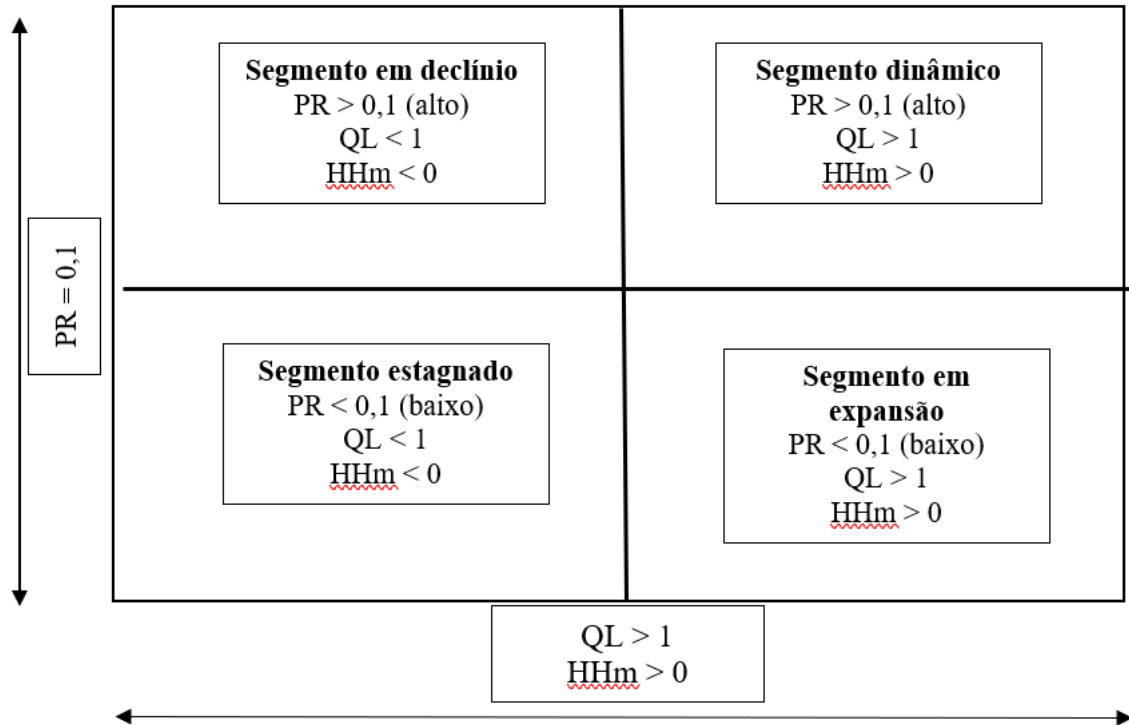 Segmento em declínio
PR > 0,1 (alto)
QL < 1
HHm < 0
Segmento dinâmico
PR > 0,1 (alto)
QL > 1
HHm > 0
PR = 0,1
Segmento estagnado
PR < 0,1 (baixo)
QL < 1
HHm < 0
Segmento em
expansão
PR < 0,1 (baixo)
QL > 1
HHm > 0
QL > 1
HHm > 0